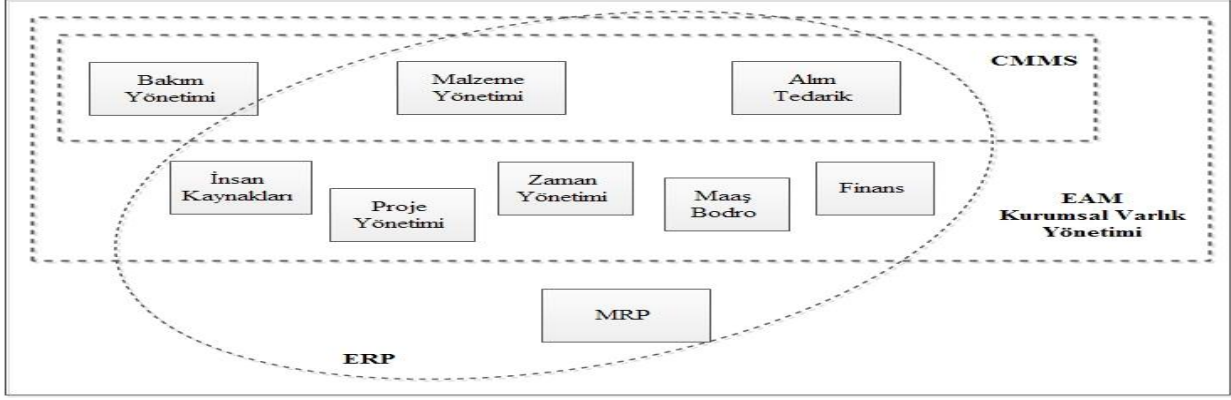 CMMS
Bakım
Yönetimi
Malzeme
Yönetimi
Alım
Tedarik
İnsan
Kaynakları
Proje
Yönetimi
Zaman
Yönetimi
Maaş
Bodro
Finans
EAM
Kurumsal Varlık
Yönetimi
MRP
ERP